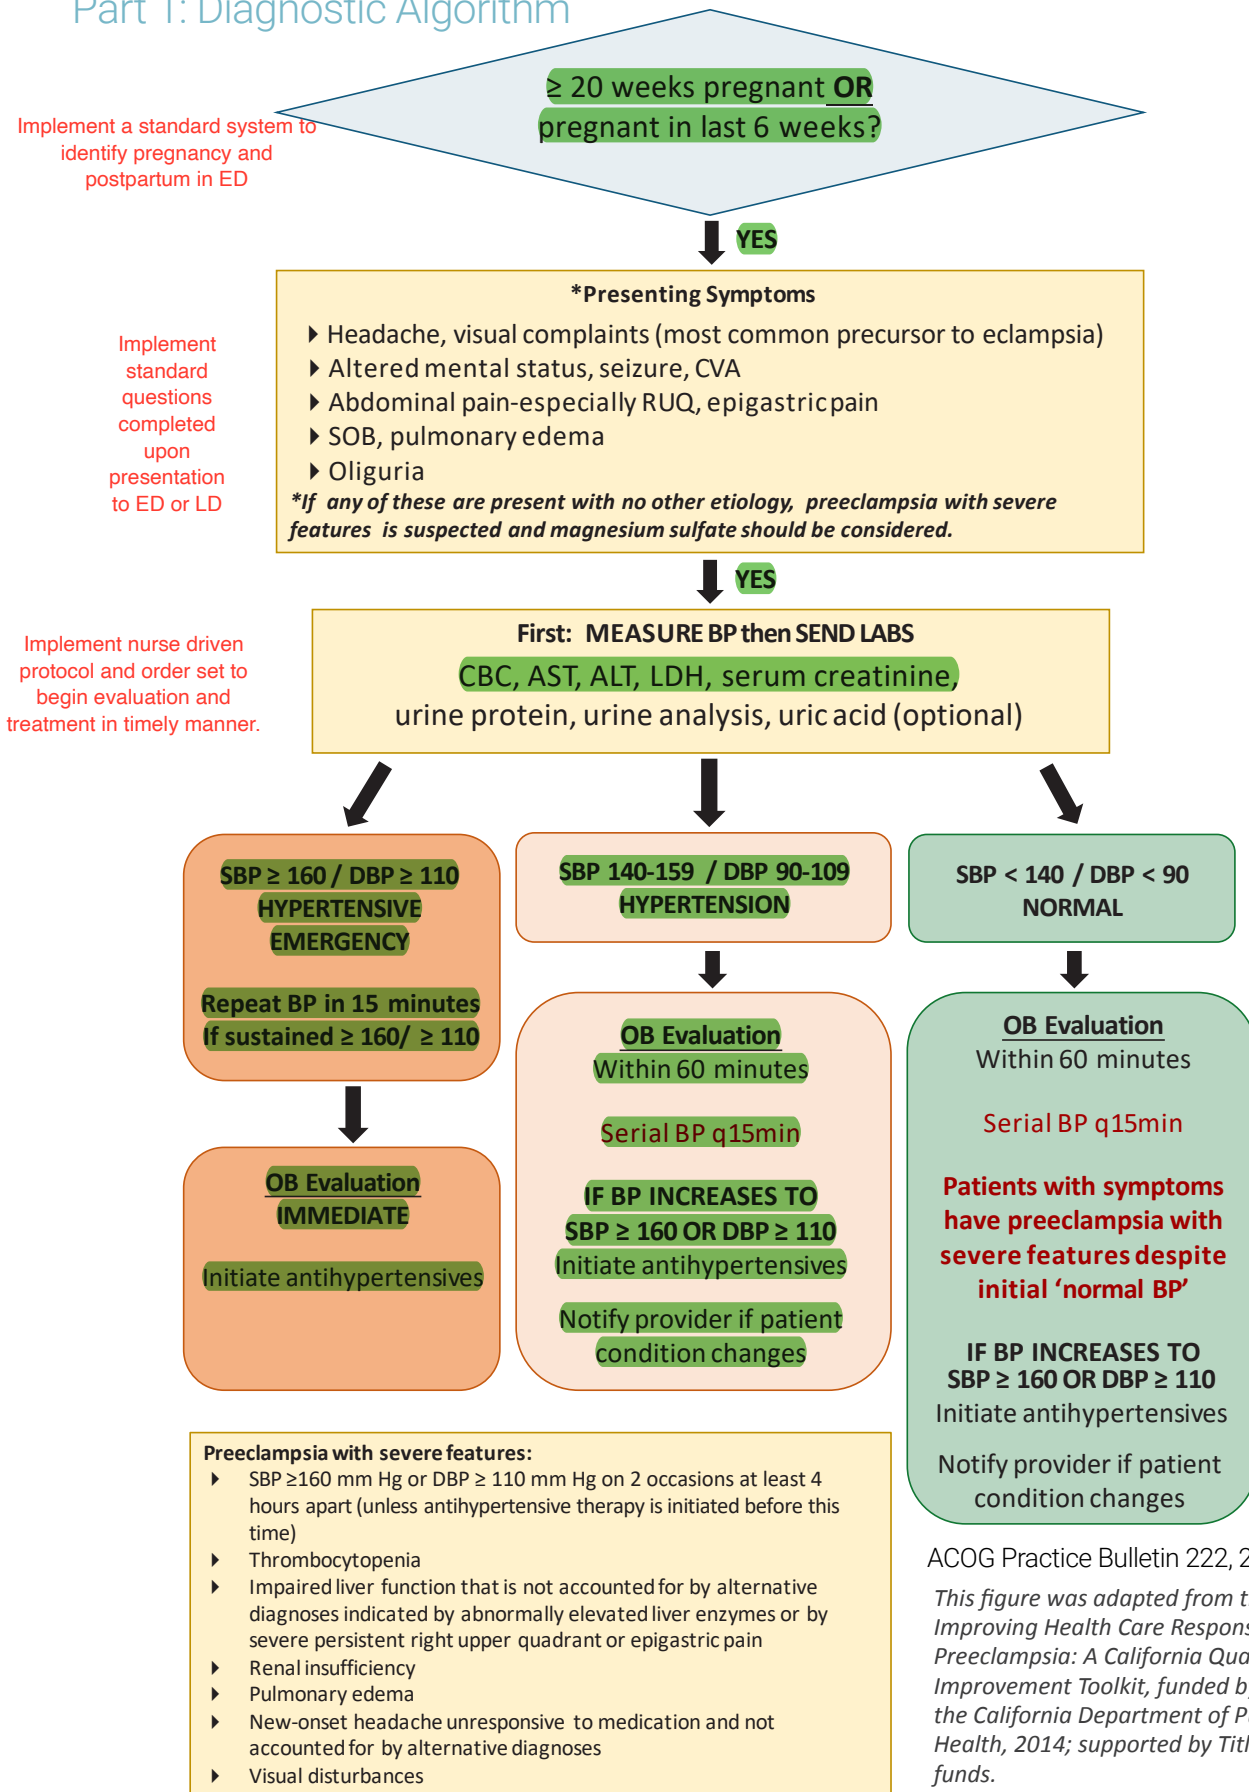 Part 1: Diagnostic Algorithm
≥ 20 weeks pregnant OR
pregnant in last 6 weeks?
Implement a standard system to
identify pregnancy and
postpartum in ED
YES
*Presenting Symptoms
Headache, visual complaints (most common precursor to eclampsia)
Altered mental status, seizure, CVA
Abdominal pain-especially RUQ, epigastric pain
SOB, pulmonary edema
Oliguria
*If any of these are present with no other etiology, preeclampsia with severe
features is suspected and magnesium sulfate should be considered.
Implement
standard
questions
completed
upon
presentation
to ED or LD
YES
First: MEASURE BP then SEND LABS
CBC, AST, ALT, LDH, serum creatinine,
urine protein, urine analysis, uric acid (optional)
Implement nurse driven
protocol and order set to
begin evaluation and
treatment in timely manner.
SBP ≥ 160 / DBP ≥ 110
HYPERTENSIVE
EMERGENCY
Repeat BP in 15 minutes
If sustained ≥ 160/ ≥ 110
OB Evaluation
IMMEDIATE
Initiate antihypertensives
SBP 140-159 / DBP 90-109
HYPERTENSION
OB Evaluation
Within 60 minutes
Serial BP q15min
IF BP INCREASES TO
SBP ≥ 160 OR DBP ≥ 110
Initiate antihypertensives
Notify provider if patient
condition changes
SBP < 140 / DBP < 90
NORMAL
OB Evaluation
Within 60 minutes
Serial BP q15min
Patients with symptoms
have preeclampsia with
severe features despite
initial ‘normal BP’
IF BP INCREASES TO
SBP ≥ 160 OR DBP ≥ 110
Initiate antihypertensives
Notify provider if patient
condition changes
Preeclampsia with severe features:
SBP ≥160 mm Hg or DBP ≥ 110 mm Hg on 2 occasions at least 4
hours apart (unless antihypertensive therapy is initiated before this
time)
Thrombocytopenia
Impaired liver function that is not accounted for by alternative
diagnoses indicated by abnormally elevated liver enzymes or by
severe persistent right upper quadrant or epigastric pain
Renal insufficiency
Pulmonary edema
New-onset headache unresponsive to medication and not
accounted for by alternative diagnoses
Visual disturbances
ACOG Practice Bulletin 222,
This figure was adapted from
Improving Health Care
Preeclampsia: A California
Improvement Toolkit, funded
the California Department of
Health, 2014; supported by
funds.